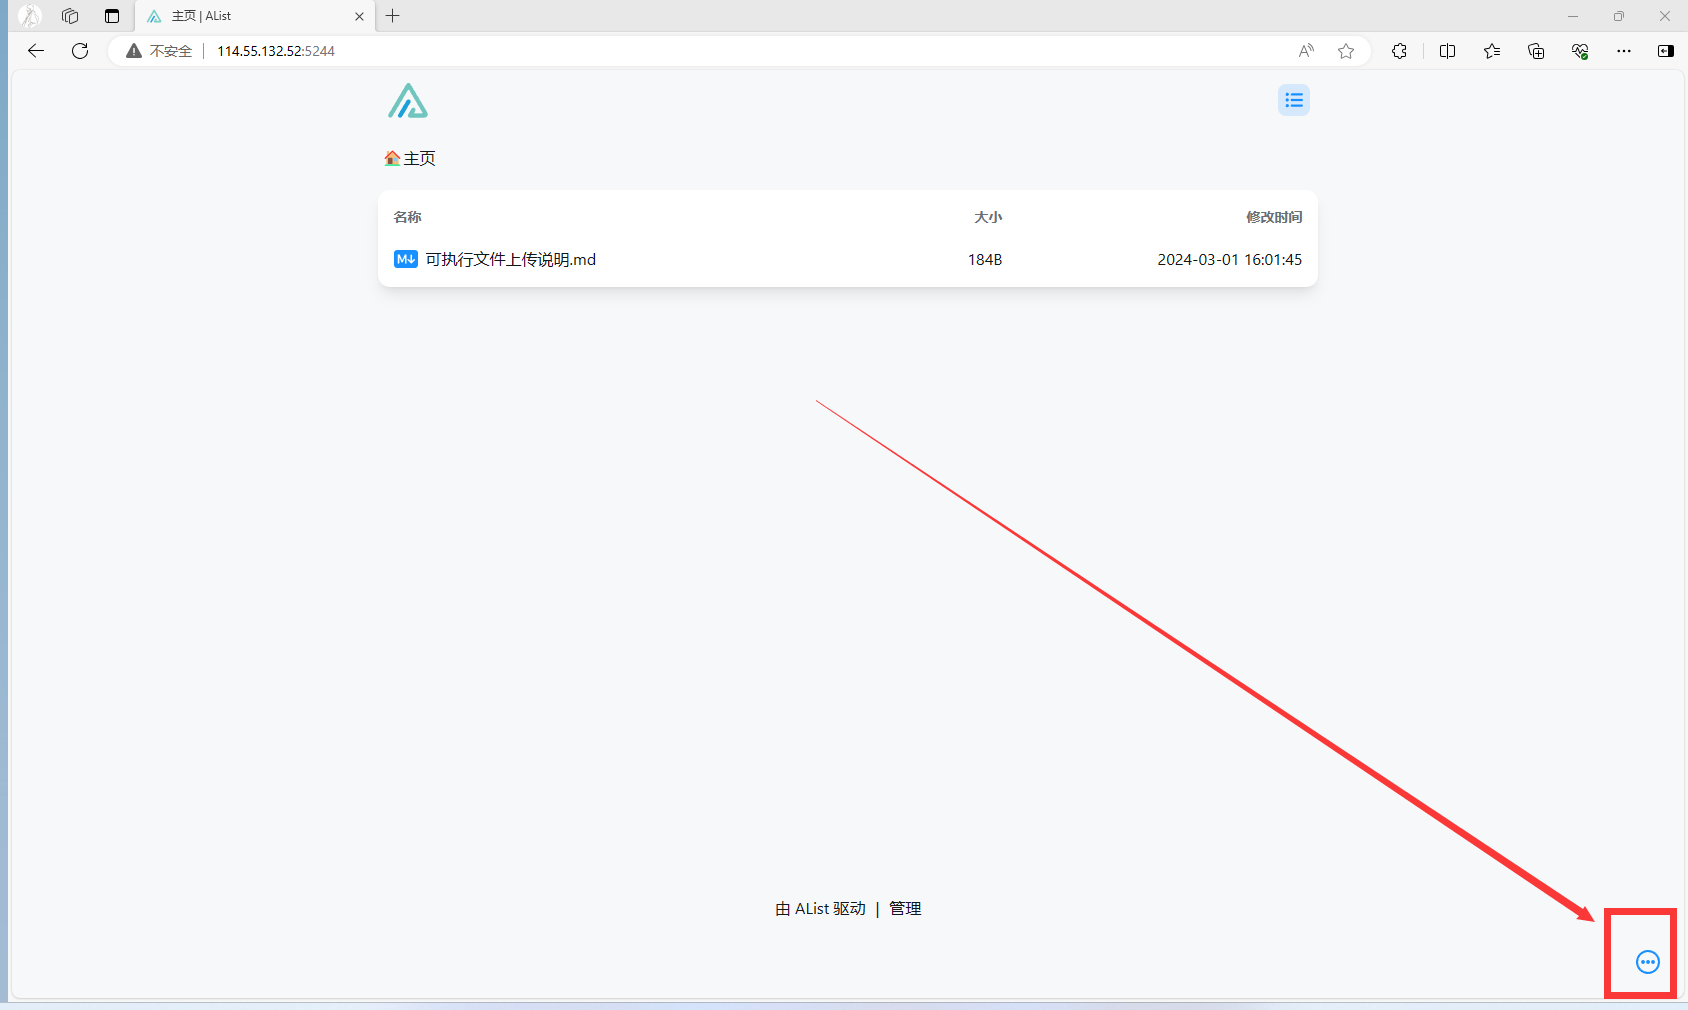 主页 | AList
不安全 114.55.132.52:5244
主页
名称 大小 修改时间
M↓ 可执行文件上传说明.md 184B 2024-03-01 16:01:45
由 AList 驱动 | 管理